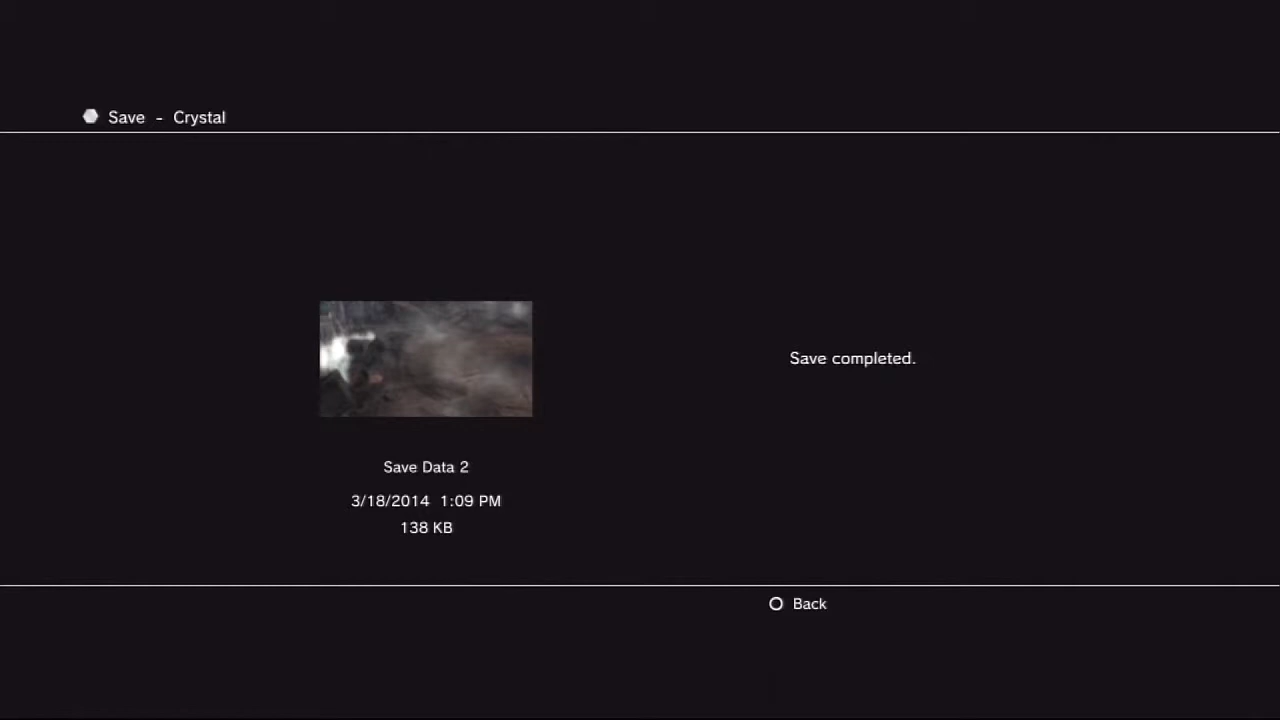 Save - Crystal
Save completed.
Save Data 2
3/18/2014 1:09 PM
138 KB
Back